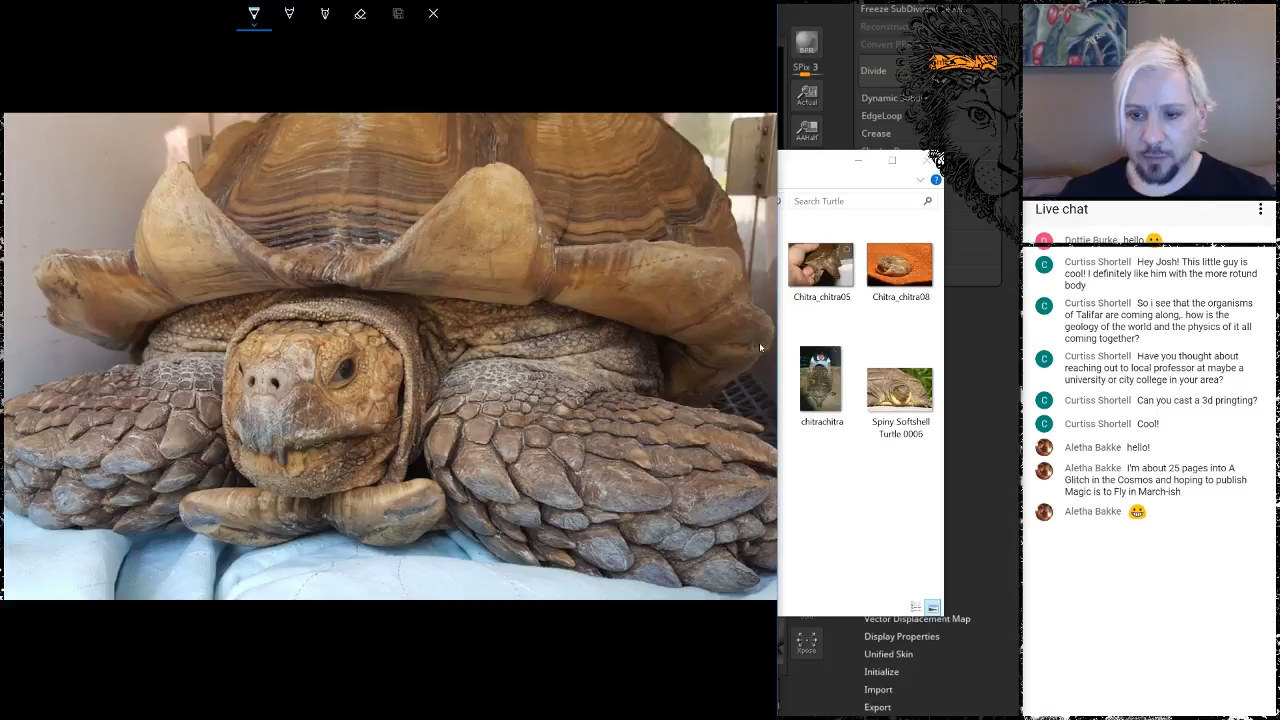 Freeze SubDivision Levels
Reconstruct
Convert BPR
BPR
SPix 3
Divide
Actual
Dynamic Subdiv
EdgeLoop
AAHalf
Crease
Search Turtle
Chitra_chitra05
Chitra_chitra08
chitrachitra
Spiny Softshell
Turtle 0006
Vector Displacement Map
Display Properties
Xpose
Unified Skin
Initialize
Import
Export
Live chat
D Dottie Burke hello
C Curtiss Shortell Hey Josh! This little guy is
cool! I definitely like him with the more rotund
body
C Curtiss Shortell So i see that the organisms
of Talifar are coming along,. how is the
geology of the world and the physics of it all
coming together?
C Curtiss Shortell Have you thought about
reaching out to local professor at maybe a
university or city college in your area?
C Curtiss Shortell Can you cast a 3d pringting?
C Curtiss Shortell Cool!
Aletha Bakke hello!
Aletha Bakke I'm about 25 pages into A
Glitch in the Cosmos and hoping to publish
Magic is to Fly in March-ish
Aletha Bakke